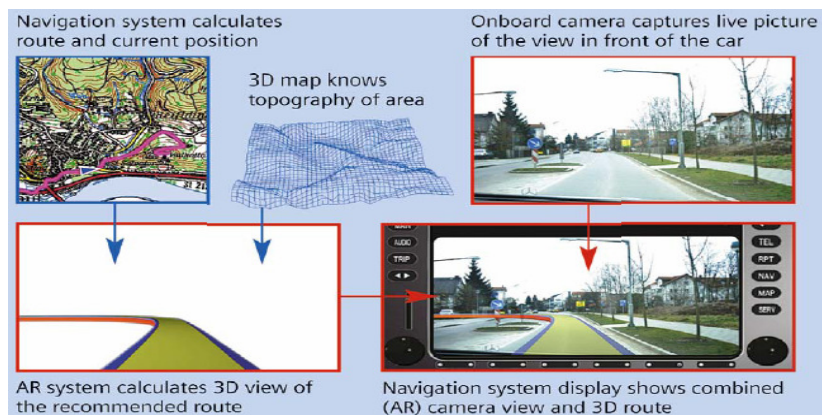 Navigation system calculates
route and current position
Onboard camera captures live picture
of the view in front of the car
3D map knows
topography of area
AUDIO
TRIP
TEL
RPT
NAV
MAP
SERV
AR system calculates 3D view of
the recommended route
Navigation system display shows combined
(AR) camera view and 3D route